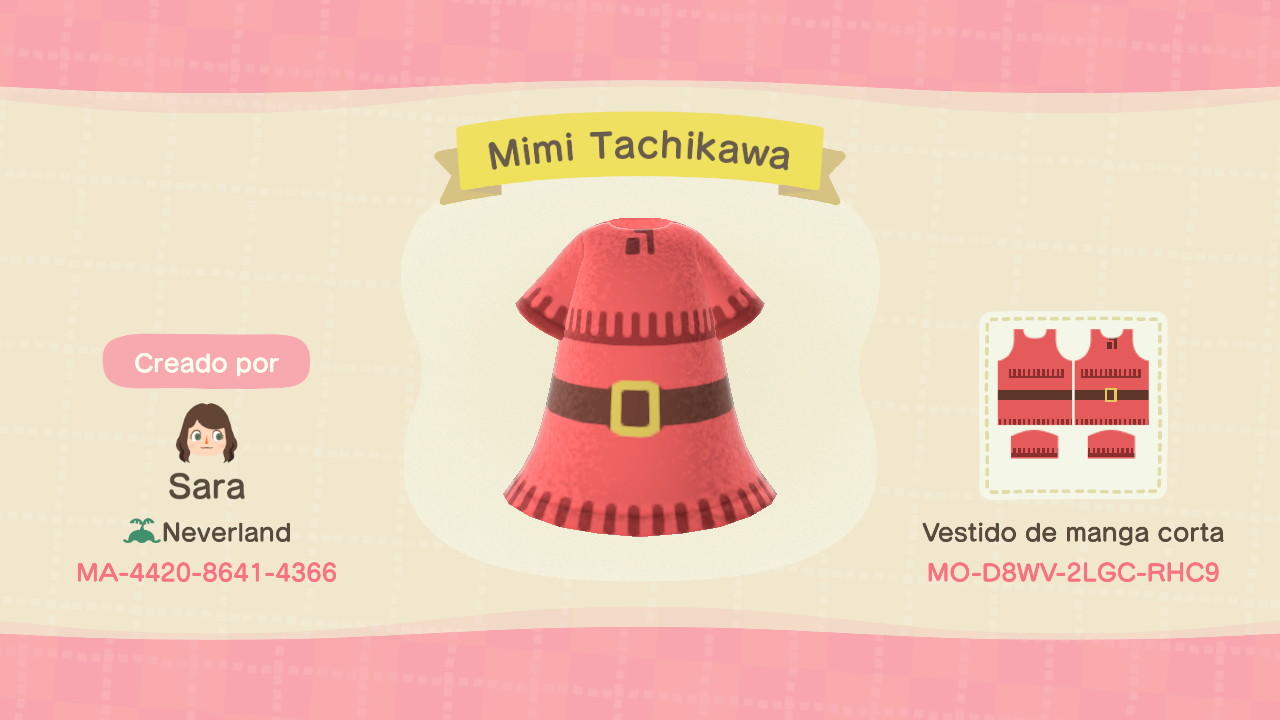 Mimi Tachikawa
Creado por
Sara
Neverland
MA-4420-8641-4366
Vestido de manga corta
MO-D8WV-2LGC-RHC9